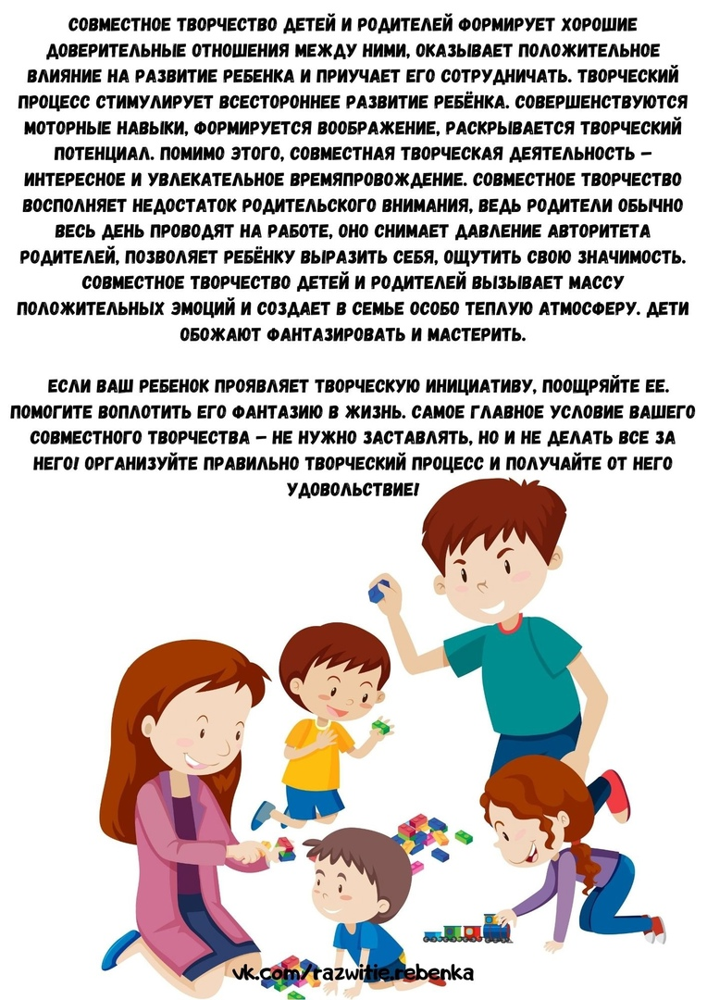 СОВМЕСТНОЕ ТВОРЧЕСТВО ДЕТЕЙ И РОДИТЕЛЕЙ ФОРМИРУЕТ ХОРОШИЕ
ДОВЕРИТЕЛЬНЫЕ ОТНОШЕНИЯ МЕЖДУ НИМИ, ОКАЗЫВАЕТ ПОЛОЖИТЕЛЬНОЕ
ВЛИЯНИЕ НА РАЗВИТИЕ РЕБЕНКА И ПРИУЧАЕТ ЕГО СОТРУДНИЧАТЬ. ТВОРЧЕСКИЙ
ПРОЦЕСС СТИМУЛИРУЕТ ВСЕСТОРОННЕЕ РАЗВИТИЕ РЕБЁНКА. СОВЕРШЕНСТВУЮТСЯ
МОТОРНЫЕ НАВЫКИ, ФОРМИРУЕТСЯ ВООБРАЖЕНИЕ, РАСКРЫВАЕТСЯ ТВОРЧЕСКИЙ
ПОТЕНЦИАЛ. ПОМИМО ЭТОГО, СОВМЕСТНАЯ ТВОРЧЕСКАЯ ДЕЯТЕЛЬНОСТЬ –
ИНТЕРЕСНОЕ И УВЛЕКАТЕЛЬНОЕ ВРЕМЯПРОВОЖДЕНИЕ. СОВМЕСТНОЕ ТВОРЧЕСТВО
ВОСПОЛНЯЕТ НЕДОСТАТОК РОДИТЕЛЬСКОГО ВНИМАНИЯ, ВЕДЬ РОДИТЕЛИ ОБЫЧНО
ВЕСЬ ДЕНЬ ПРОВОДЯТ НА РАБОТЕ, ОНО СНИМАЕТ ДАВЛЕНИЕ АВТОРИТЕТА
РОДИТЕЛЕЙ, ПОЗВОЛЯЕТ РЕБЁНКУ ВЫРАЗИТЬ СЕБЯ, ОЩУТИТЬ СВОЮ ЗНАЧИМОСТЬ.
СОВМЕСТНОЕ ТВОРЧЕСТВО ДЕТЕЙ И РОДИТЕЛЕЙ ВЫЗЫВАЕТ МАССУ
ПОЛОЖИТЕЛЬНЫХ ЭМОЦИЙ И СОЗДАЕТ В СЕМЬЕ ОСОБО ТЕПЛУЮ АТМОСФЕРУ. ДЕТИ
ОБОЖАЮТ ФАНТАЗИРОВАТЬ И МАСТЕРИТЬ.
ЕСЛИ ВАШ РЕБЕНОК ПРОЯВЛЯЕТ ТВОРЧЕСКУЮ ИНИЦИАТИВУ, ПООЩРЯЙТЕ ЕЕ.
ПОМОГИТЕ ВОПЛОТИТЬ ЕГО ФАНТАЗИЮ В ЖИЗНЬ. САМОЕ ГЛАВНОЕ УСЛОВИЕ ВАШЕГО
СОВМЕСТНОГО ТВОРЧЕСТВА – НЕ НУЖНО ЗАСТАВЛЯТЬ, НО И НЕ ДЕЛАТЬ ВСЕ ЗА
НЕГО! ОРГАНИЗУЙТЕ ПРАВИЛЬНО ТВОРЧЕСКИЙ ПРОЦЕСС И ПОЛУЧАЙТЕ ОТ НЕГО
УДОВОЛЬСТВИЕ!
vk.com/razwitie.rebenka